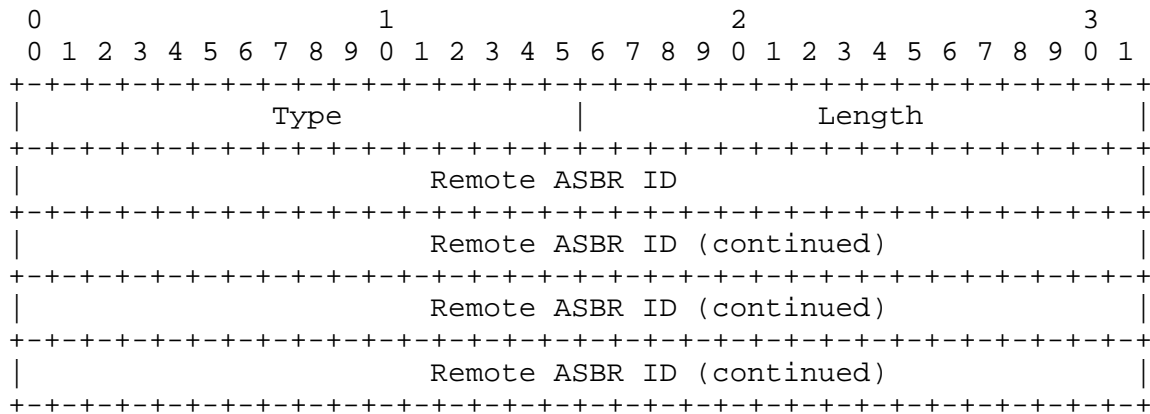 0                   1                   2                   3
 0 1 2 3 4 5 6 7 8 9 0 1 2 3 4 5 6 7 8 9 0 1 2 3 4 5 6 7 8 9 0 1
+-+-+-+-+-+-+-+-+-+-+-+-+-+-+-+-+-+-+-+-+-+-+-+-+-+-+-+-+-+-+-+-+
|              Type             |             Length            |
+-+-+-+-+-+-+-+-+-+-+-+-+-+-+-+-+-+-+-+-+-+-+-+-+-+-+-+-+-+-+-+-+
|                       Remote ASBR ID                          |
+-+-+-+-+-+-+-+-+-+-+-+-+-+-+-+-+-+-+-+-+-+-+-+-+-+-+-+-+-+-+-+-+
|                       Remote ASBR ID (continued)              |
+-+-+-+-+-+-+-+-+-+-+-+-+-+-+-+-+-+-+-+-+-+-+-+-+-+-+-+-+-+-+-+-+
|                       Remote ASBR ID (continued)              |
+-+-+-+-+-+-+-+-+-+-+-+-+-+-+-+-+-+-+-+-+-+-+-+-+-+-+-+-+-+-+-+-+
|                       Remote ASBR ID (continued)              |
+-+-+-+-+-+-+-+-+-+-+-+-+-+-+-+-+-+-+-+-+-+-+-+-+-+-+-+-+-+-+-+-+